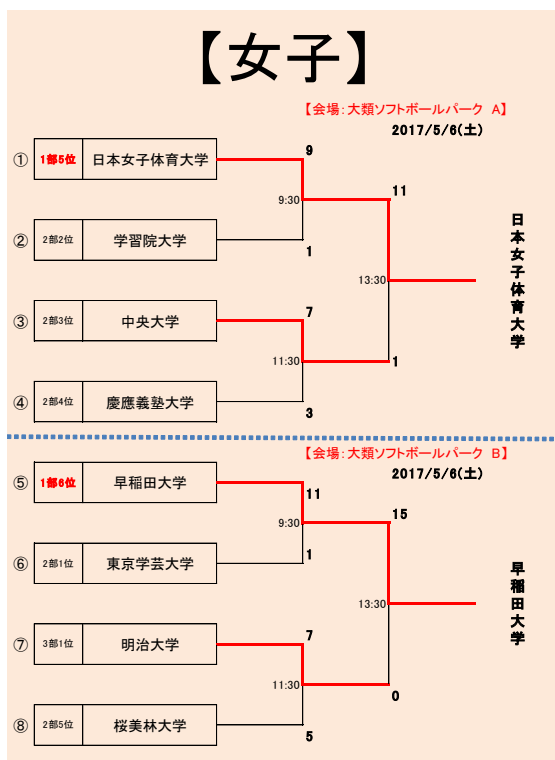 【女子】
【会場：大類ソフトボールパーク A】
2017/5/6(土)
① 1部5位 日本女子体育大学
9
11
9:30
② 2部2位 学習院大学
1
13:30
日本女子体育大学
③ 2部3位 中央大学
7
11:30
1
④ 2部4位 慶應義塾大学
3
【会場：大類ソフトボールパーク B】
2017/5/6(土)
⑤ 1部6位 早稲田大学
11
15
9:30
⑥ 2部1位 東京学芸大学
1
13:30
早稲田大学
⑦ 3部1位 明治大学
7
11:30
0
⑧ 2部5位 桜美林大学
5